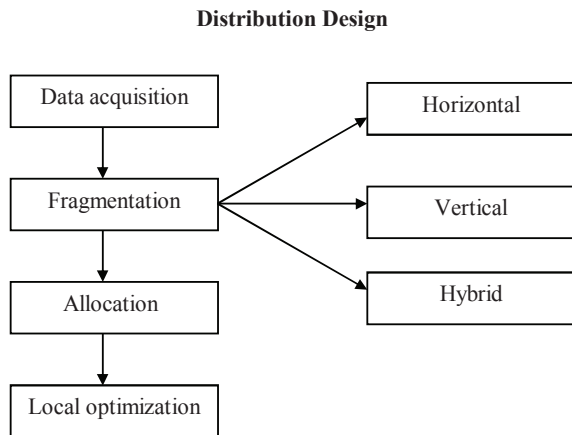 Distribution Design
Data acquisition
Fragmentation
Allocation
Local optimization
Horizontal
Vertical
Hybrid